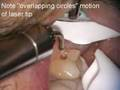 Note "overlapping circles" motion
of laser tip